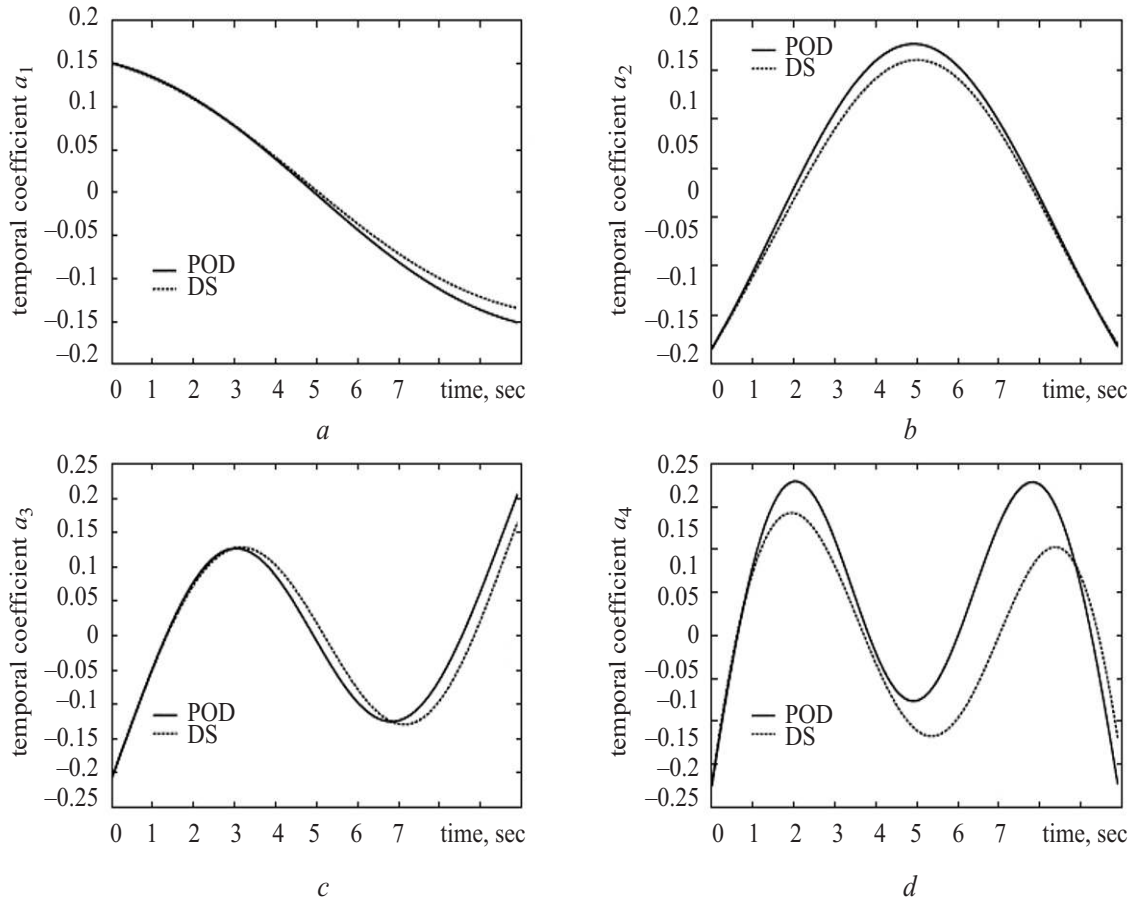 0.2
0.15
0.1
0.05
0
−0.05
−0.1
−0.15
−0.2
temporal coefficient a1
POD
DS
0 1 2 3 4 5 6 7 time, sec
a
0.2
0.15
0.1
0.05
0
−0.05
−0.1
−0.15
−0.2
temporal coefficient a2
POD
DS
0 1 2 3 4 5 6 7 time, sec
b
0.25
0.2
0.15
0.1
0.05
0
−0.05
−0.1
−0.15
−0.2
−0.25
temporal coefficient a3
POD
DS
0 1 2 3 4 5 6 7 time, sec
c
0.25
0.2
0.15
0.1
0.05
0
−0.05
−0.1
−0.15
−0.2
−0.25
temporal coefficient a4
POD
DS
0 1 2 3 4 5 6 7 time, sec
d